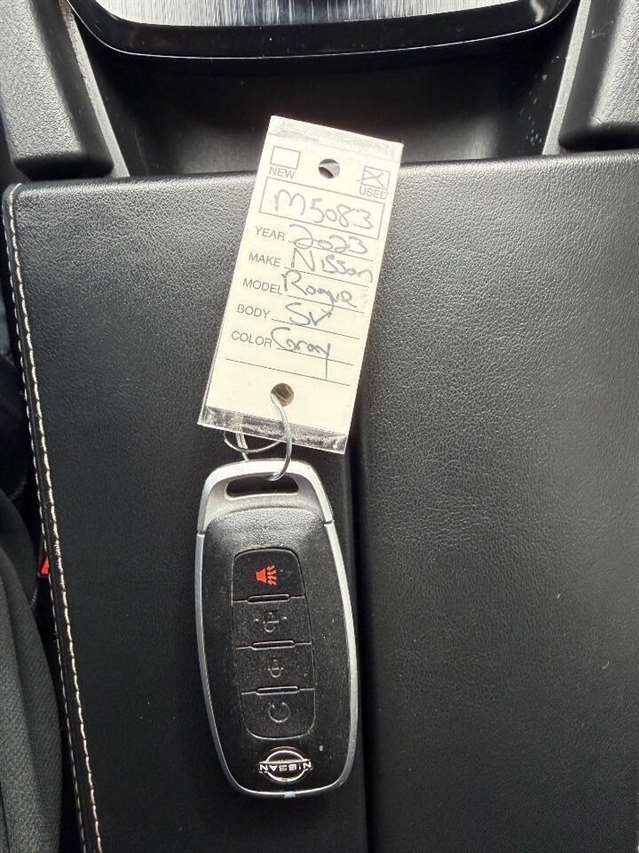 NEW
USED
M5083
YEAR 2023
MAKE Nissan
MODEL Rogue
BODY SV
COLOR Gray
NISSAN